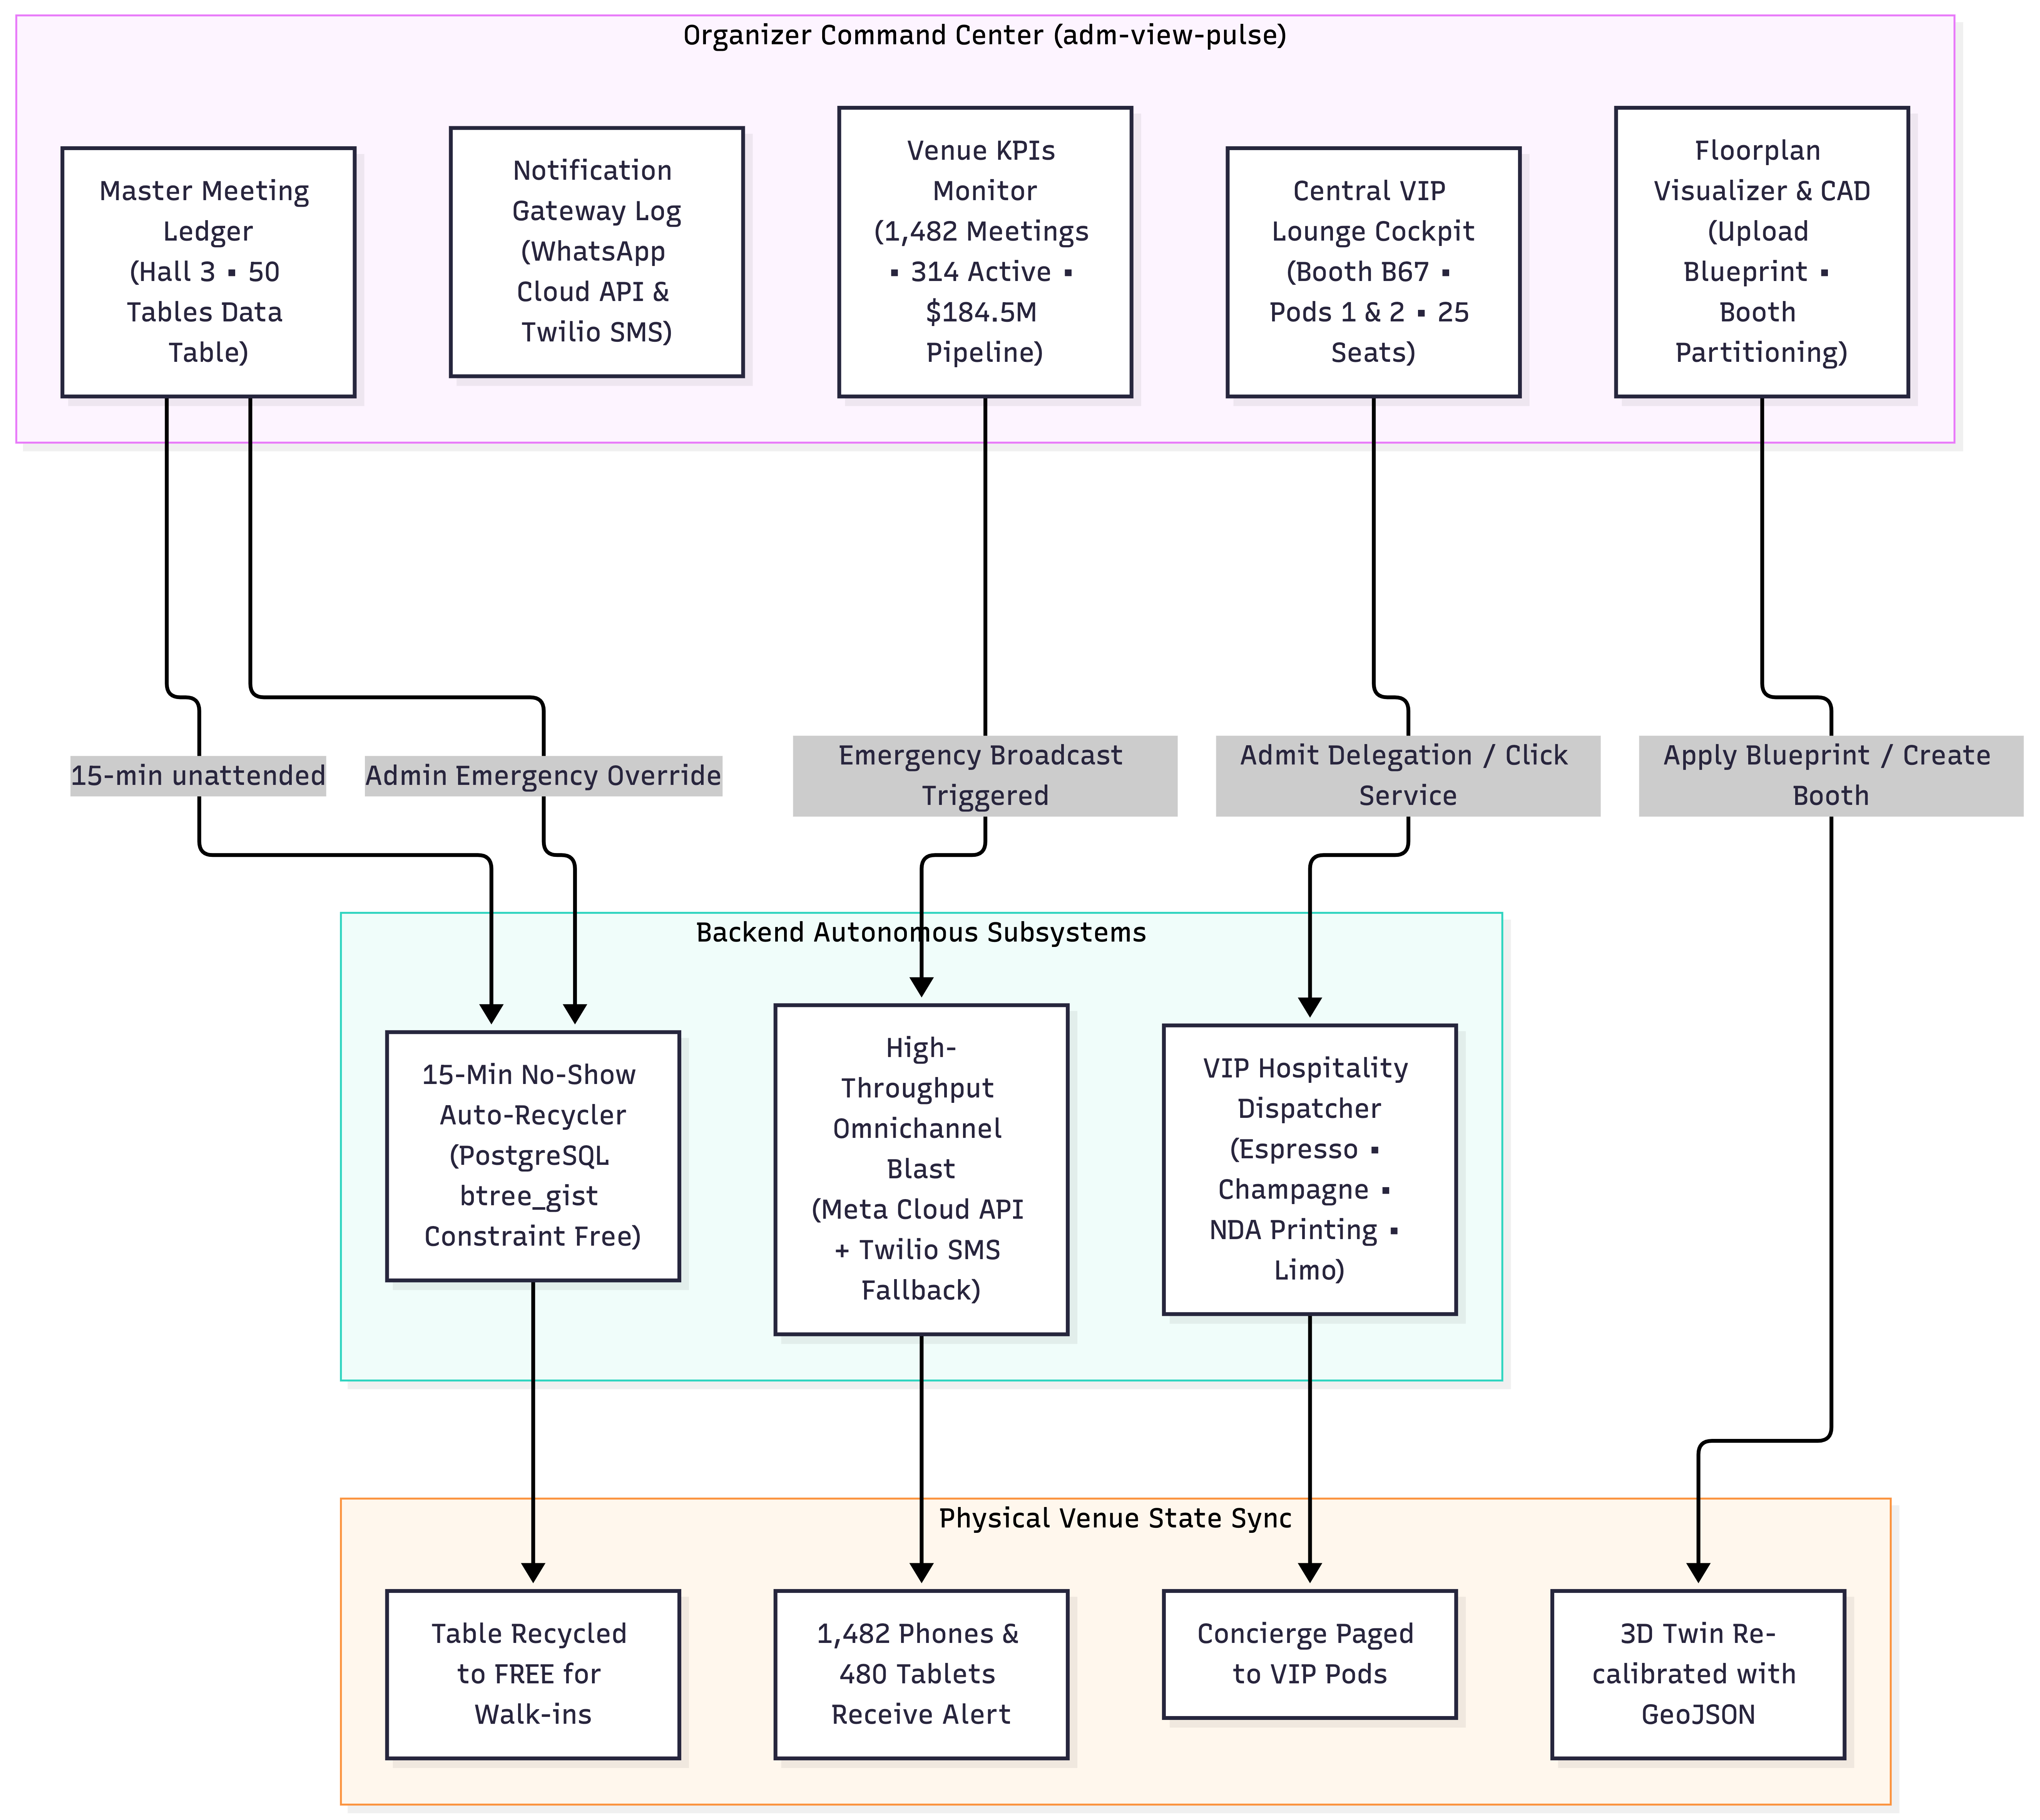 Organizer Command Center (adm-view-pulse)
Master Meeting
Ledger
(Hall 3 ▪ 50
Tables Data
Table)
Notification
Gateway Log
(WhatsApp
Cloud API &
Twilio SMS)
Venue KPIs
Monitor
(1,482 Meetings
▪ 314 Active ▪
$184.5M
Pipeline)
Central VIP
Lounge Cockpit
(Booth B67 ▪
Pods 1 & 2 ▪ 25
Seats)
Floorplan
Visualizer & CAD
(Upload
Blueprint ▪
Booth
Partitioning)
15-min unattended
Admin Emergency Override
Emergency Broadcast
Triggered
Admit Delegation / Click
Service
Apply Blueprint / Create
Booth
Backend Autonomous Subsystems
15-Min No-Show
Auto-Recycler
(PostgreSQL
btree_gist
Constraint Free)
High-
Throughput
Omnichannel
Blast
(Meta Cloud API
+ Twilio SMS
Fallback)
VIP Hospitality
Dispatcher
(Espresso ▪
Champagne ▪
NDA Printing ▪
Limo)
Physical Venue State Sync
Table Recycled
to FREE for
Walk-ins
1,482 Phones &
480 Tablets
Receive Alert
Concierge Paged
to VIP Pods
3D Twin Re-
calibrated with
GeoJSON